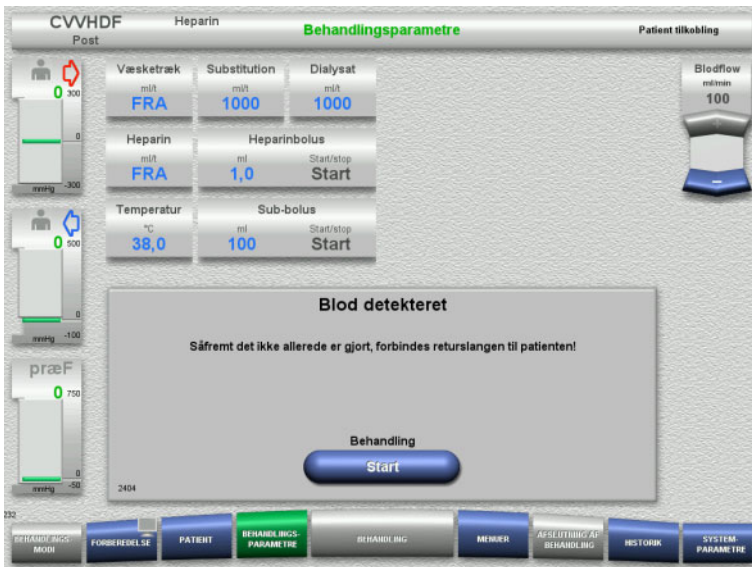 CVVHDF
Heparin
Post
Behandlingsparametre
Patient tilkobling
0
300
0
-300
mmHg
0
500
0
-100
mmHg
præF
0
750
0
-50
mmHg
Væsketræk
ml/t
FRA
Substitution
ml/t
1000
Dialysat
ml/t
1000
Heparin
ml/t
FRA
Heparinbolus
ml
1,0
Start/stop
Start
Temperatur
°C
38,0
Sub-bolus
ml
100
Start/stop
Start
Blodflow
ml/min
100
Blod detekteret
Såfremt det ikke allerede er gjort, forbindes returslangen til patienten!
Behandling
Start
2404
232
BEHANDLINGS-
MODI
FORBEREDELSE
PATIENT
BEHANDLINGS-
PARAMETRE
BEHANDLING
MENUER
AFSLUTNING AF
BEHANDLING
HISTORIK
SYSTEM-
PARAMETRE